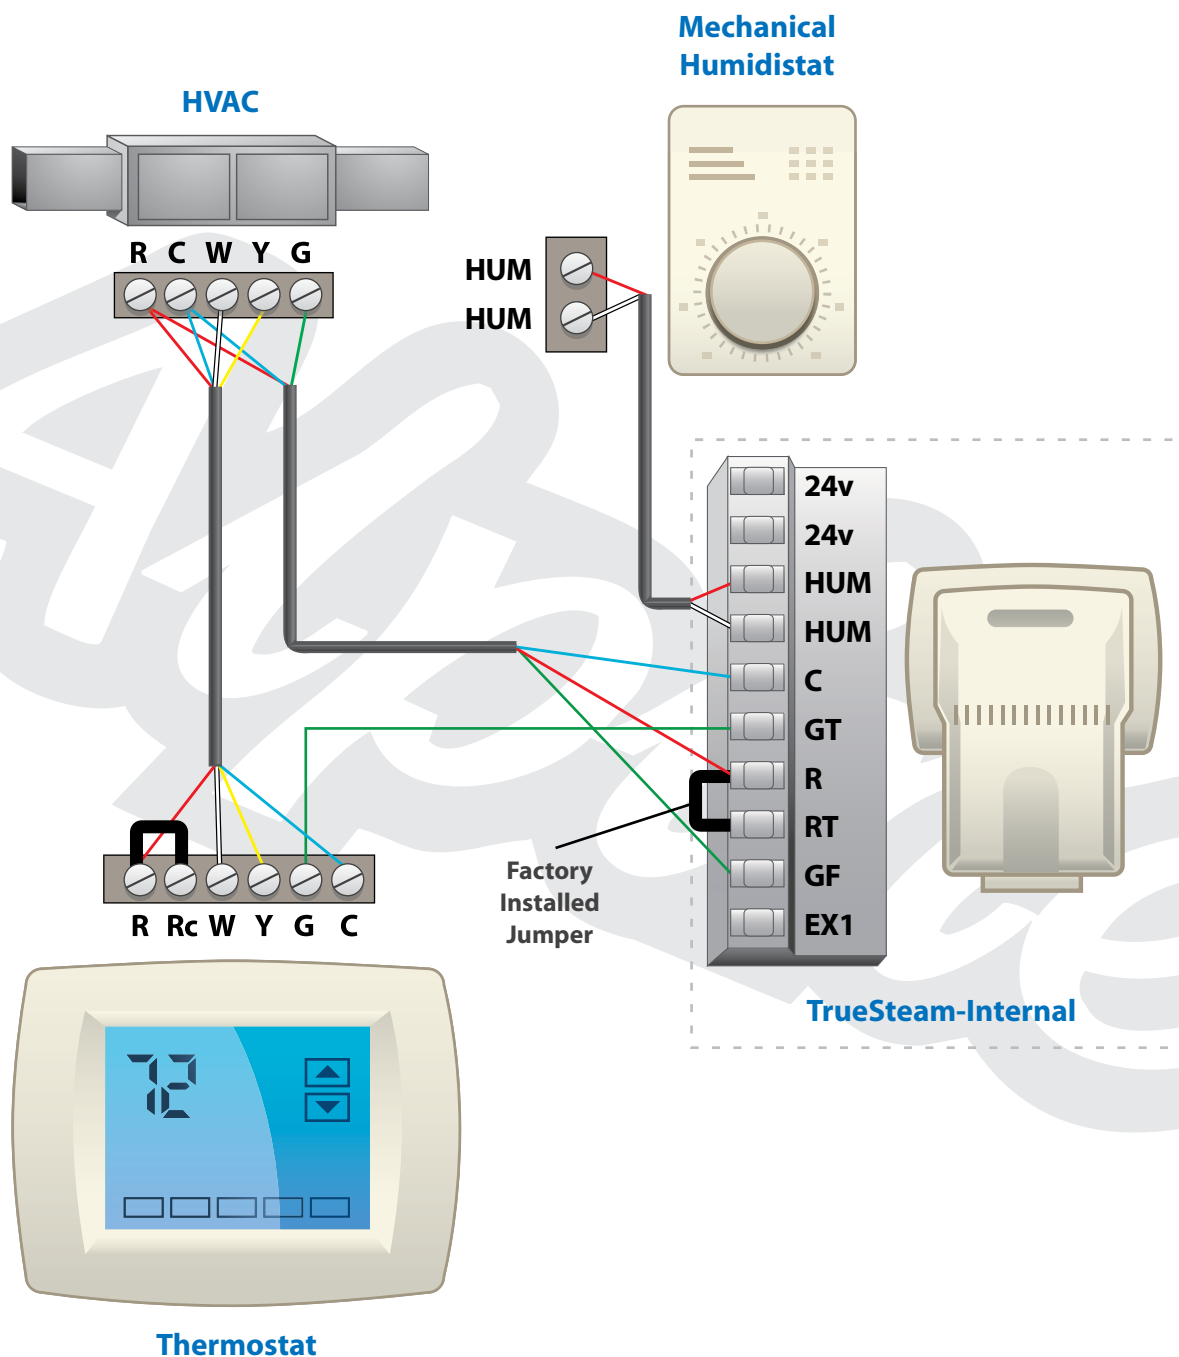 Mechanical
Humidistat
HVAC
R C W Y G
HUM
HUM
24v
24v
HUM
HUM
C
GT
R
RT
GF
EX1
Factory
Installed
Jumper
R Rc W Y G C
TrueSteam-Internal
72
Thermostat